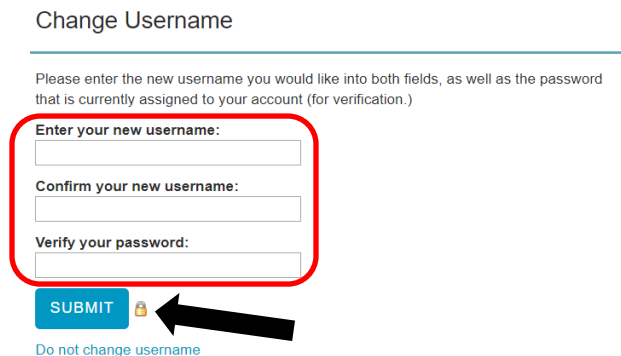 Change Username
Please enter the new username you would like into both fields, as well as the password
that is currently assigned to your account (for verification.)
Enter your new username:
Confirm your new username:
Verify your password:
SUBMIT
Do not change username